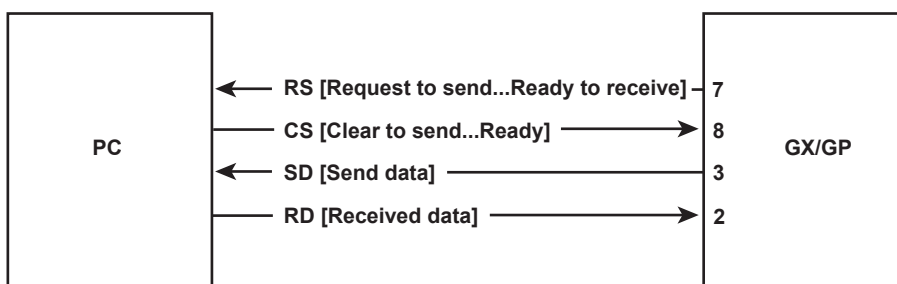 RS [Request to send...Ready to receive] 7
CS [Clear to send...Ready] 8
PC
GX/GP
SD [Send data] 3
RD [Received data] 2